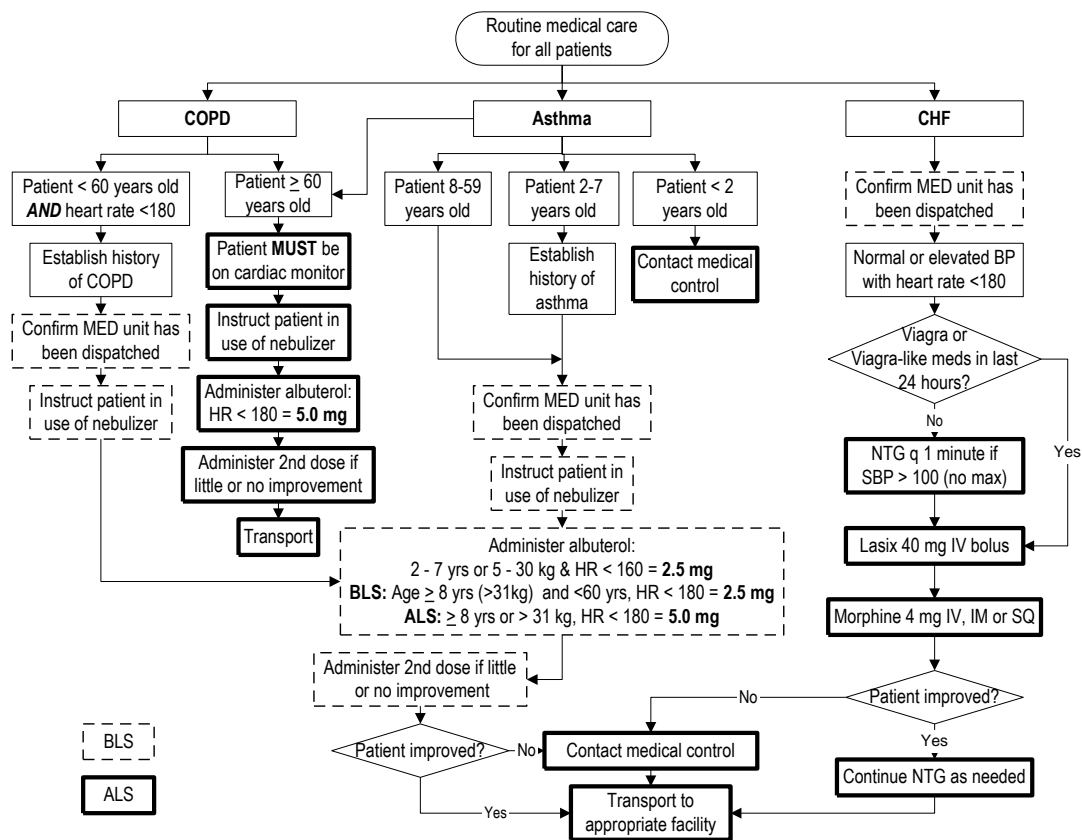 Routine medical care
for all patients
COPD
Asthma
CHF
Patient < 60 years old
AND heart rate <180
Patient ≥ 60
years old
Patient 8-59
years old
Patient 2-7
years old
Patient < 2
years old
Confirm MED unit has
been dispatched
Establish history
of COPD
Patient MUST be
on cardiac monitor
Establish
history of
asthma
Contact medical
control
Normal or elevated BP
with heart rate <180
Confirm MED unit has
been dispatched
Instruct patient in
use of nebulizer
Viagra or
Viagra-like meds in last
24 hours?
Instruct patient in
use of nebulizer
Administer albuterol:
HR < 180 = 5.0 mg
Confirm MED unit has
been dispatched
No
Yes
Administer 2nd dose if
little or no improvement
Instruct patient
in use of nebulizer
NTG q 1 minute if
SBP > 100 (no max)
Transport
Lasix 40 mg IV bolus
Administer albuterol:
2 - 7 yrs or 5 - 30 kg & HR < 160 = 2.5 mg
BLS: Age ≥ 8 yrs (>31kg) and <60 yrs, HR < 180 = 2.5 mg
ALS: ≥ 8 yrs or > 31 kg, HR < 180 = 5.0 mg
Morphine 4 mg IV, IM or SQ
Administer 2nd dose if little
or no improvement
Patient improved?
No
Yes
Patient improved?
No
Yes
Contact medical control
Continue NTG as needed
Transport to
appropriate facility
BLS
ALS